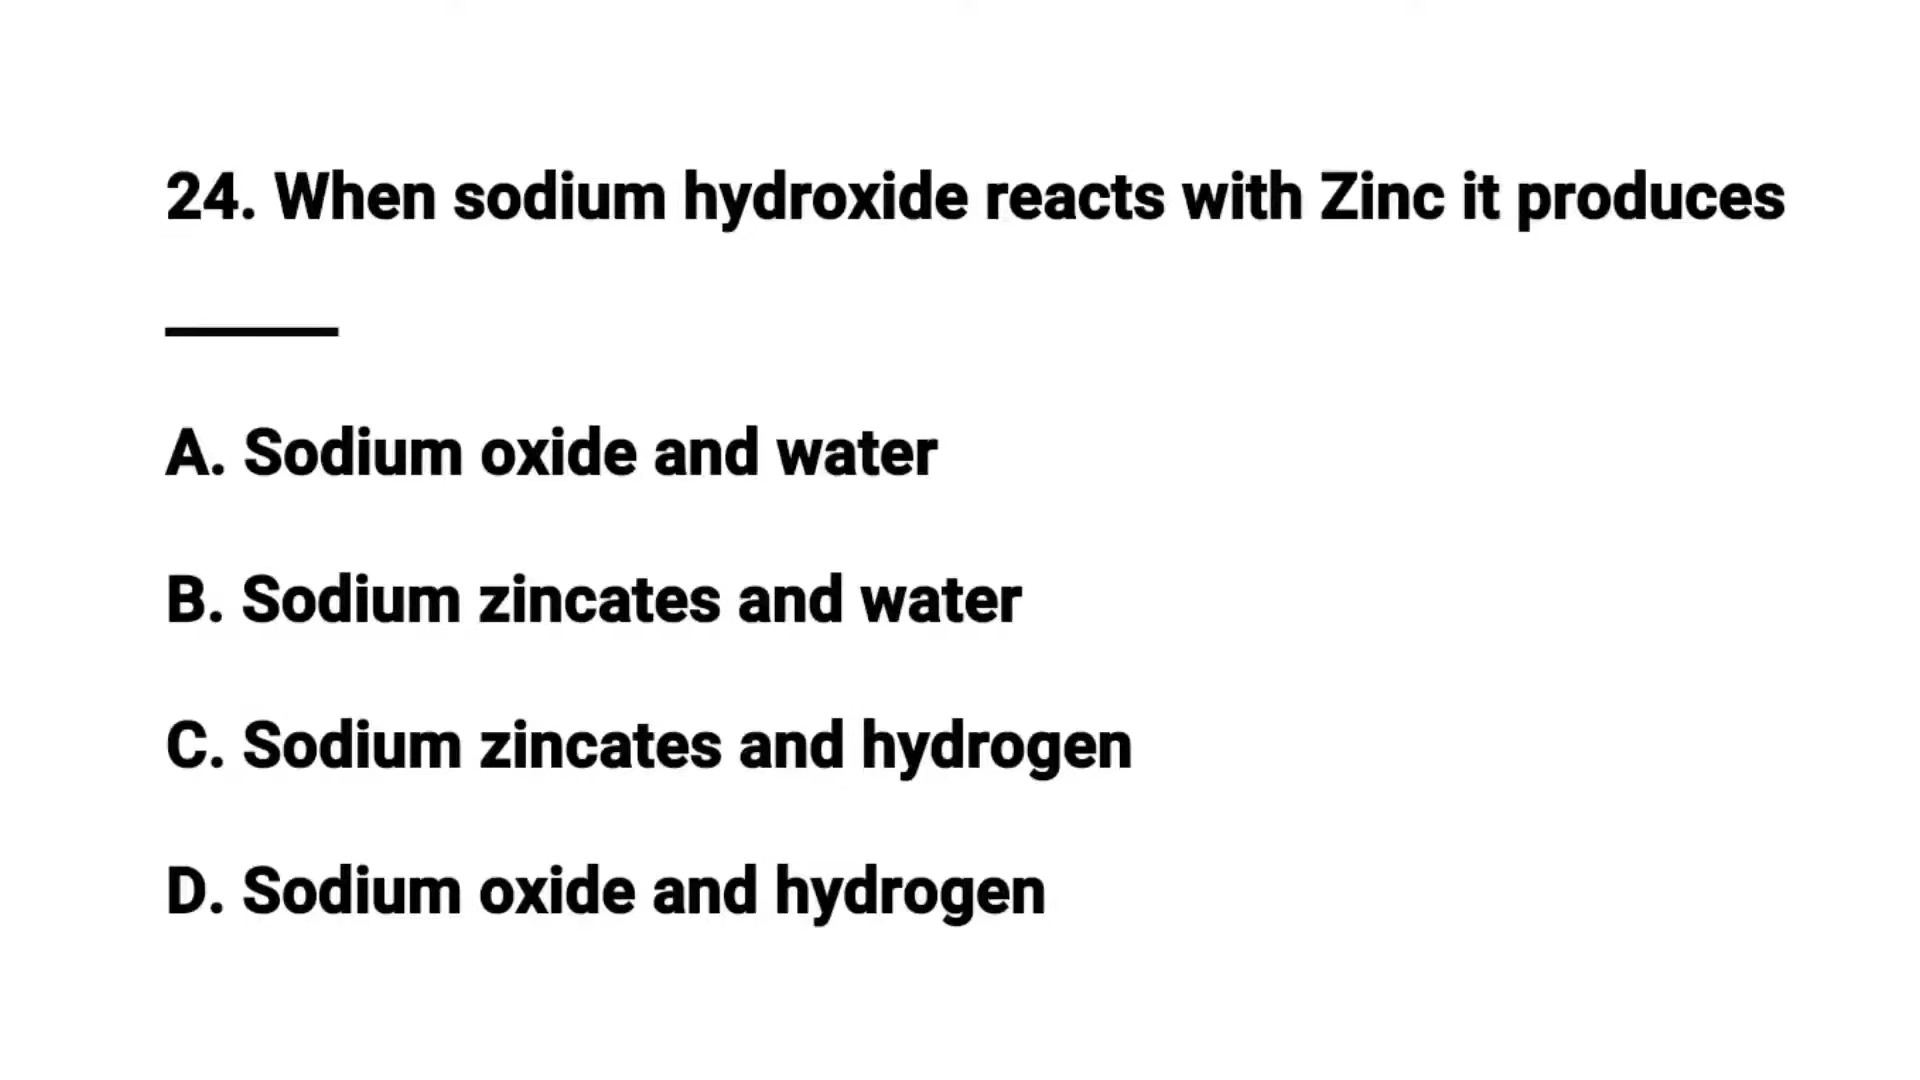 24. When sodium hydroxide reacts with Zinc it produces
______
A. Sodium oxide and water
B. Sodium zincates and water
C. Sodium zincates and hydrogen
D. Sodium oxide and hydrogen